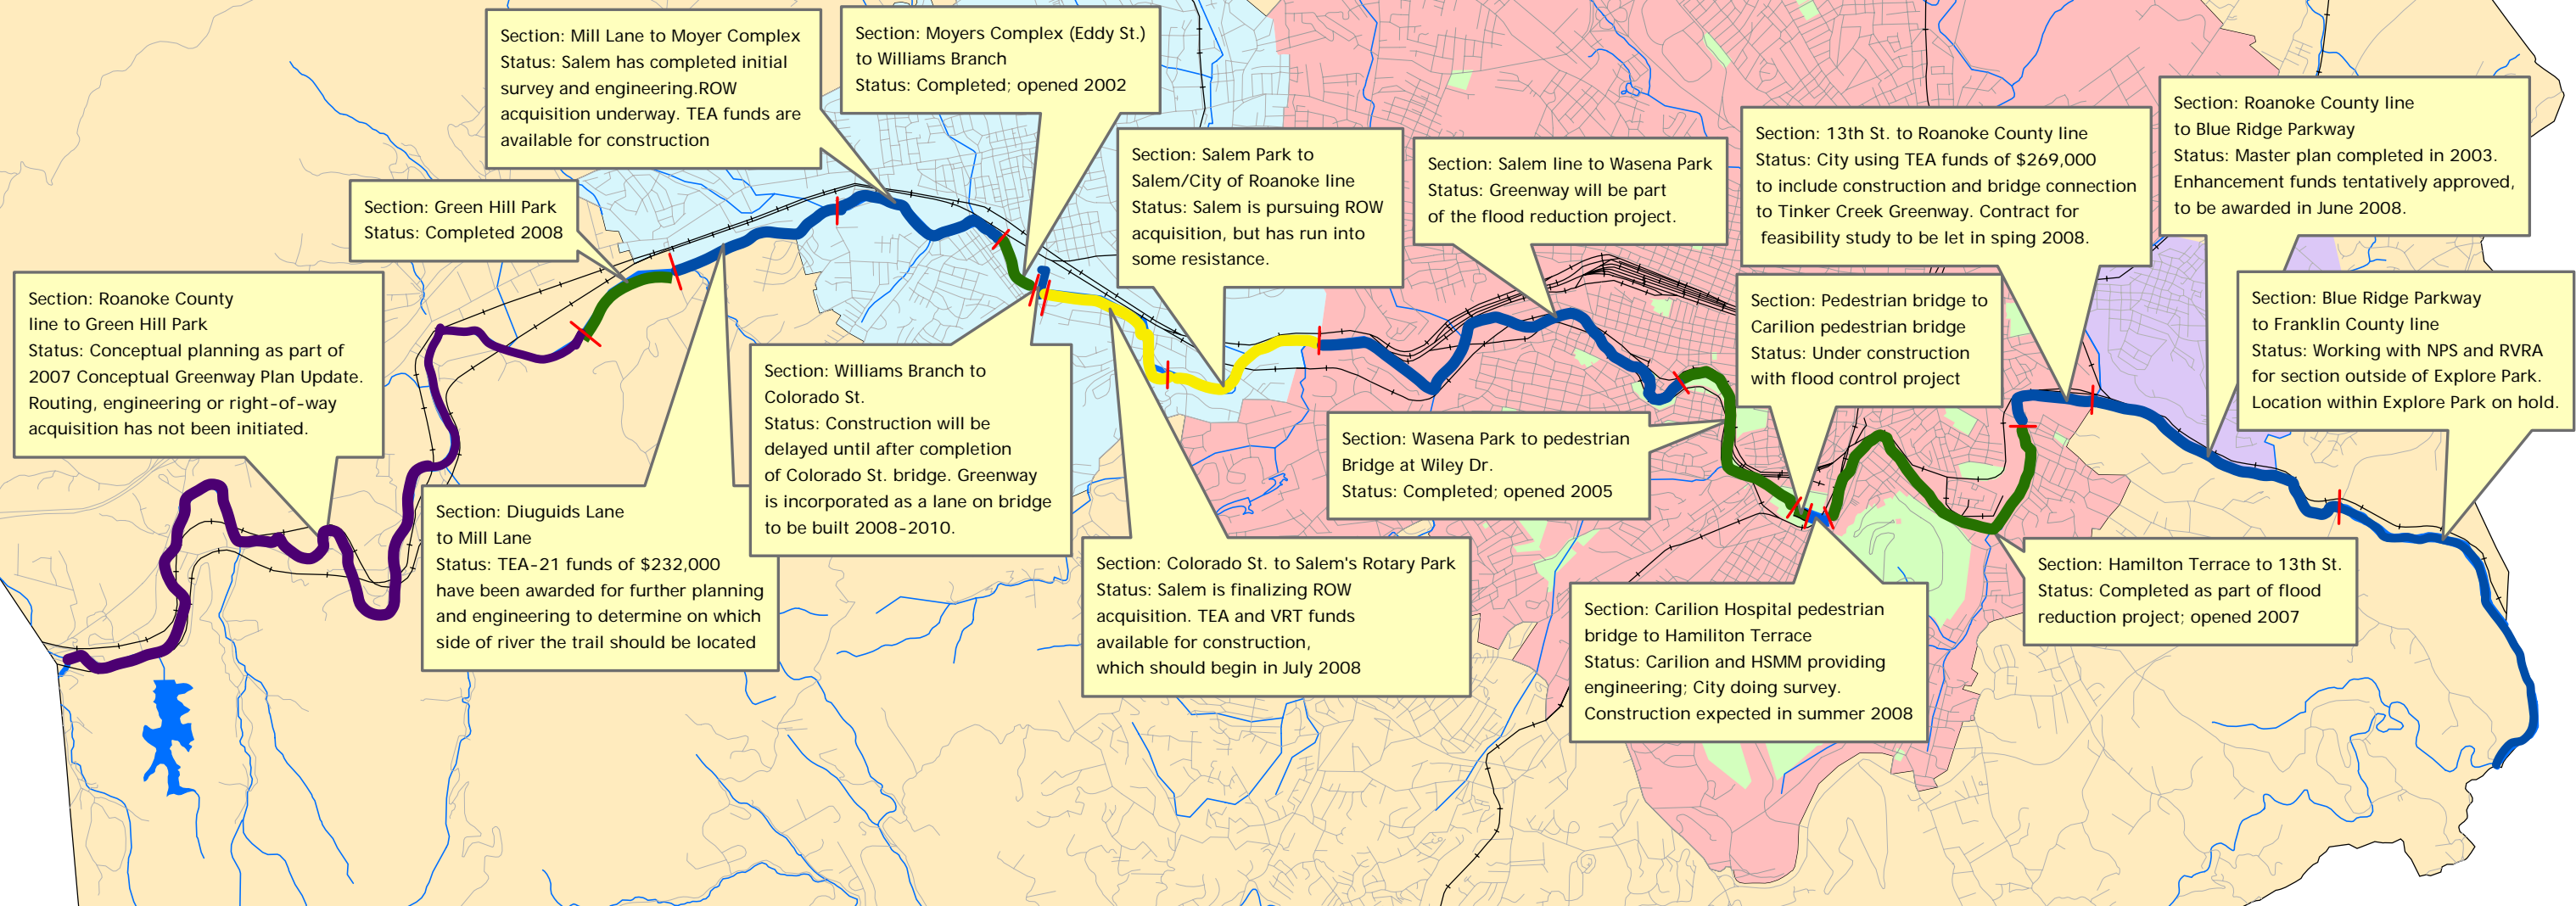 Section: Mill Lane to Moyer Complex
Status: Salem has completed initial
survey and engineering.ROW
acquisition underway. TEA funds are
available for construction
Section: Moyers Complex (Eddy St.)
to Williams Branch
Status: Completed; opened 2002
Section: Green Hill Park
Status: Completed 2008
Section: Roanoke County
line to Green Hill Park
Status: Conceptual planning as part of
2007 Conceptual Greenway Plan Update.
Routing, engineering or right-of-way
acquisition has not been initiated.
Section: Diuguids Lane
to Mill Lane
Status: TEA-21 funds of $232,000
have been awarded for further planning
and engineering to determine on which
side of river the trail should be located
Section: Williams Branch to
Colorado St.
Status: Construction will be
delayed until after completion
of Colorado St. bridge. Greenway
is incorporated as a lane on bridge
to be built 2008-2010.
Section: Salem Park to
Salem/City of Roanoke line
Status: Salem is pursuing ROW
acquisition, but has run into
some resistance.
Section: Colorado St. to Salem's Rotary Park
Status: Salem is finalizing ROW
acquisition. TEA and VRT funds
available for construction,
which should begin in July 2008
Section: Salem line to Wasena Park
Status: Greenway will be part
of the flood reduction project.
Section: Wasena Park to pedestrian
Bridge at Wiley Dr.
Status: Completed; opened 2005
Section: 13th St. to Roanoke County line
Status: City using TEA funds of $269,000
to include construction and bridge connection
to Tinker Creek Greenway. Contract for
feasibility study to be let in sping 2008.
Section: Pedestrian bridge to
Carilion pedestrian bridge
Status: Under construction
with flood control project
Section: Carilion Hospital pedestrian
bridge to Hamiliton Terrace
Status: Carilion and HSMM providing
engineering; City doing survey.
Construction expected in summer 2008
Section: Roanoke County line
to Blue Ridge Parkway
Status: Master plan completed in 2003.
Enhancement funds tentatively approved,
to be awarded in June 2008.
Section: Blue Ridge Parkway
to Franklin County line
Status: Working with NPS and RVRA
for section outside of Explore Park.
Location within Explore Park on hold.
Section: Hamilton Terrace to 13th St.
Status: Completed as part of flood
reduction project; opened 2007